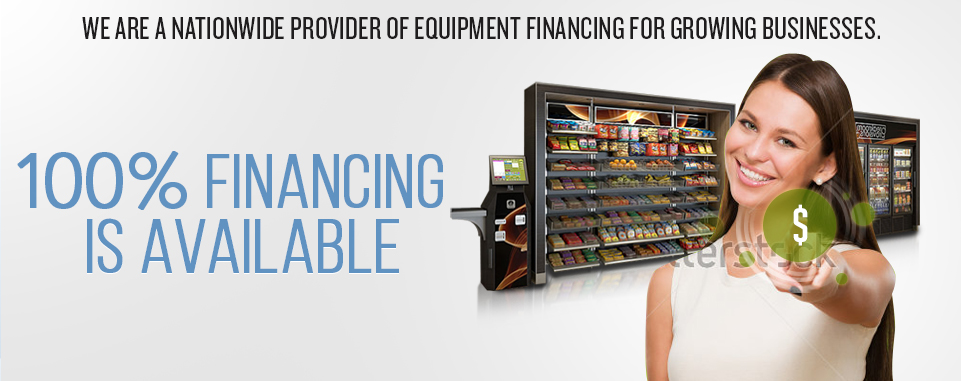 WE ARE A NATIONWIDE PROVIDER OF EQUIPMENT FINANCING FOR GROWING BUSINESSES.
100% FINANCING
IS AVAILABLE
$